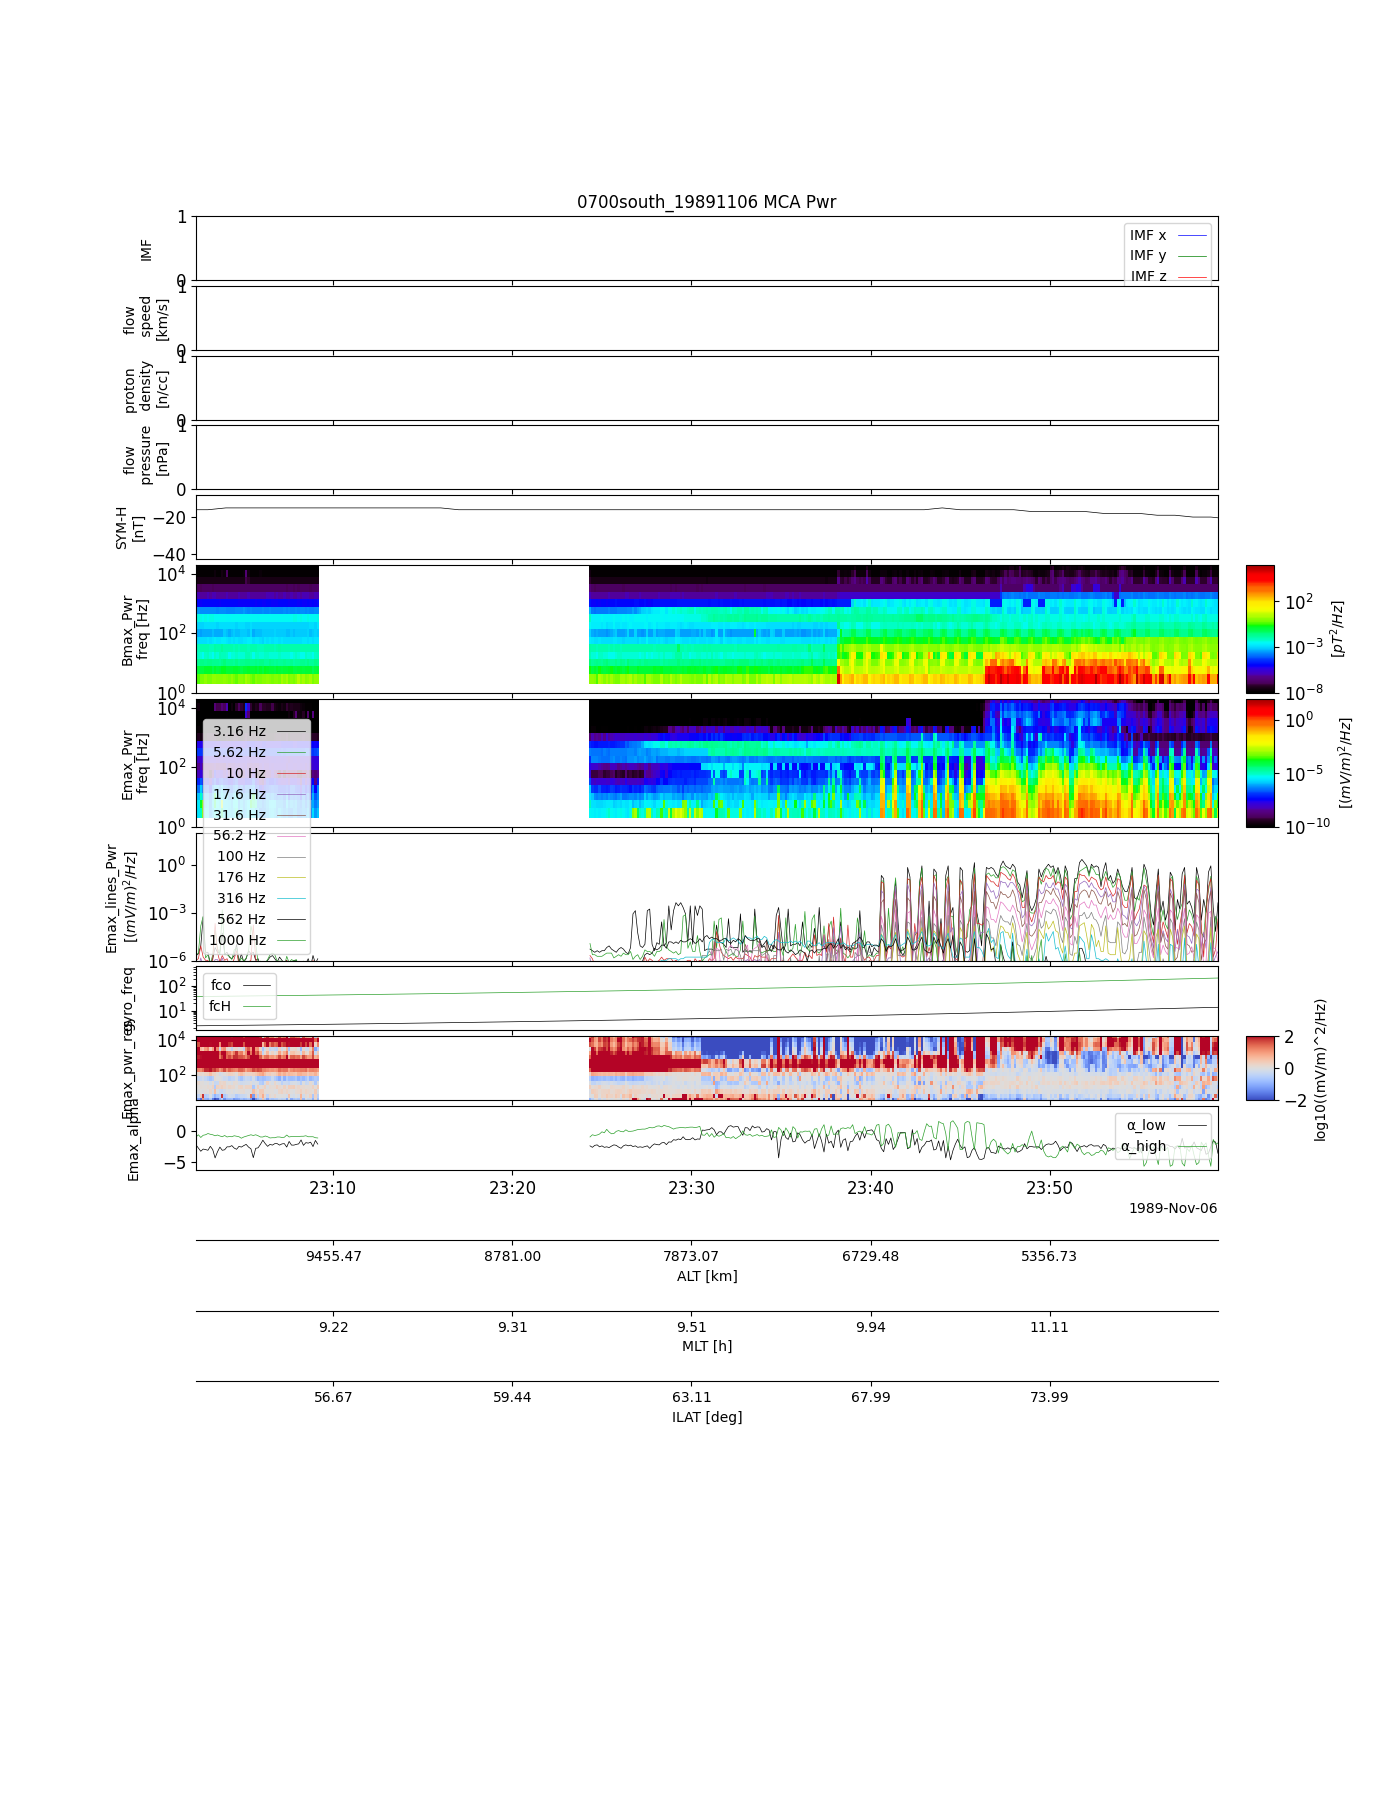 0700south_19891106 MCA Pwr
1
IMF
0
IMF x
IMF y
IMF z
1
flow
speed
[km/s]
0
1
proton
density
[n/cc]
0
1
flow
pressure
[nPa]
0
SYM-H
[nT]
−20
−40
Bmax_Pwr
freq [Hz]
10^4
10^2
10^0
10^2
10^−3
10^−8
[pT^2/Hz]
Emax_Pwr
freq [Hz]
10^4
10^2
10^0
10^0
10^−5
10^−10
[(mV/m)^2/Hz]
3.16 Hz
5.62 Hz
10 Hz
17.6 Hz
31.6 Hz
56.2 Hz
100 Hz
176 Hz
316 Hz
562 Hz
1000 Hz
Emax_lines_Pwr
[(mV/m)^2/Hz]
10^0
10^−3
10^−6
gyro_freq
10^2
10^1
fco
fcH
Emax_pwr_reg
10^4
10^2
2
0
−2
log10((mV/m)^2/Hz)
Emax_alpha
0
−5
α_low
α_high
23:10 23:20 23:30 23:40 23:50
1989-Nov-06
9455.47 8781.00 7873.07 6729.48 5356.73
ALT [km]
9.22 9.31 9.51 9.94 11.11
MLT [h]
56.67 59.44 63.11 67.99 73.99
ILAT [deg]